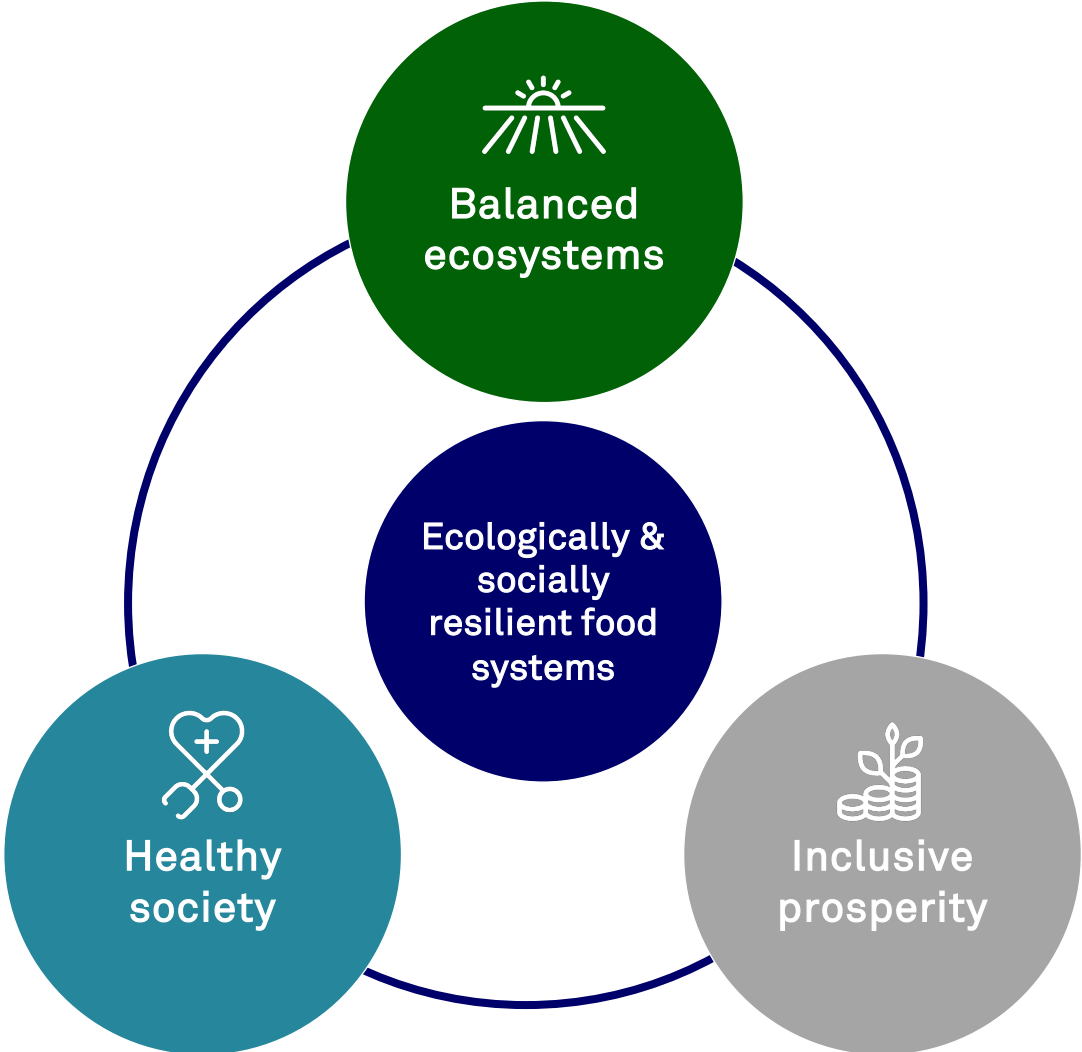 Balanced
ecosystems
Ecologically &
socially
resilient food
systems
Healthy
society
Inclusive
prosperity